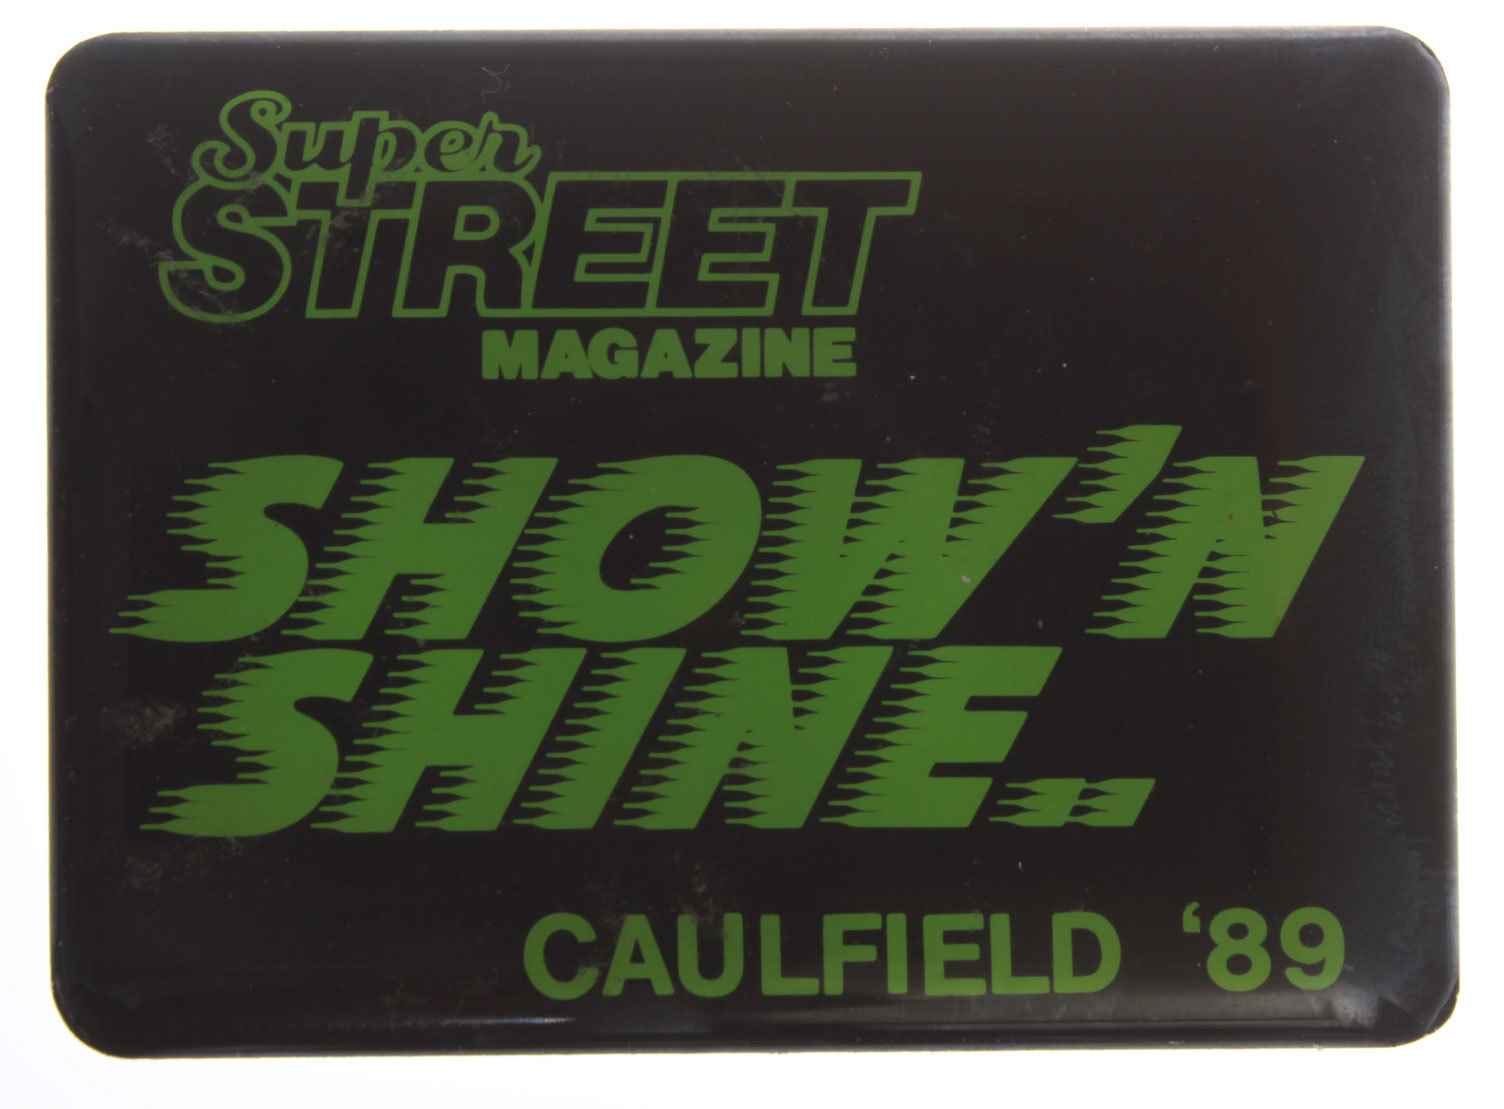 Super
STREET
MAGAZINE
SHOW'N
SHINE..
CAULFIELD '89